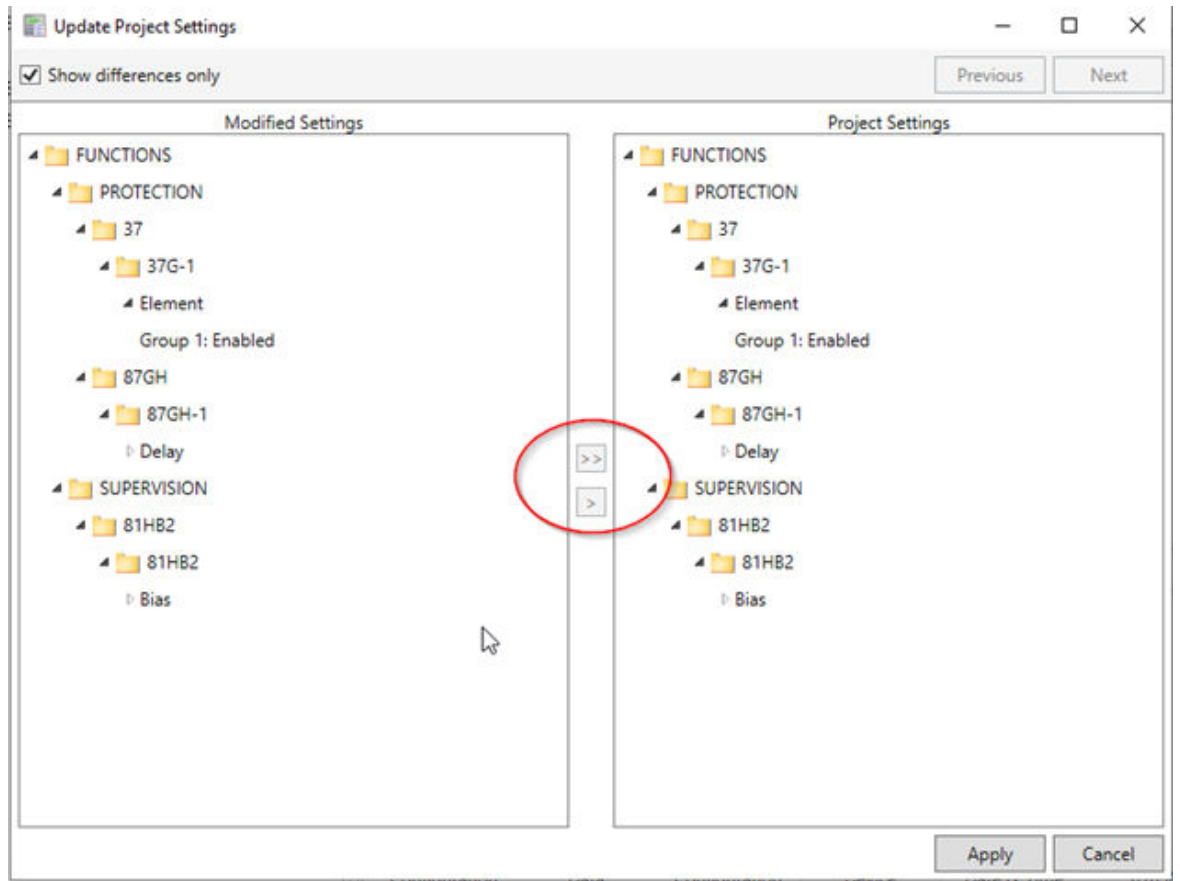 Update Project Settings
Show differences only
Previous
Next
Modified Settings
FUNCTIONS
PROTECTION
37
37G-1
Element
Group 1: Enabled
87GH
87GH-1
Delay
SUPERVISION
81HB2
81HB2
Bias
>>
>
Project Settings
FUNCTIONS
PROTECTION
37
37G-1
Element
Group 1: Enabled
87GH
87GH-1
Delay
SUPERVISION
81HB2
81HB2
Bias
Apply
Cancel